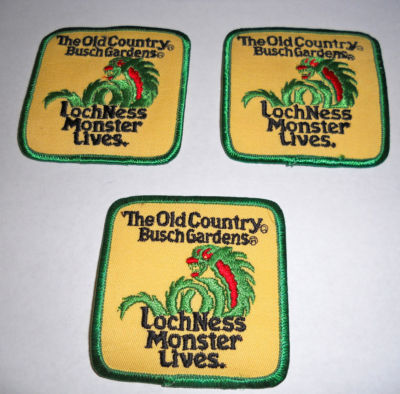 The Old Country®
Busch Gardens®
LochNess
Monster
Lives.
The Old Country®
Busch Gardens®
LochNess
Monster
Lives.
The Old Country®
Busch Gardens®
LochNess
Monster
Lives.